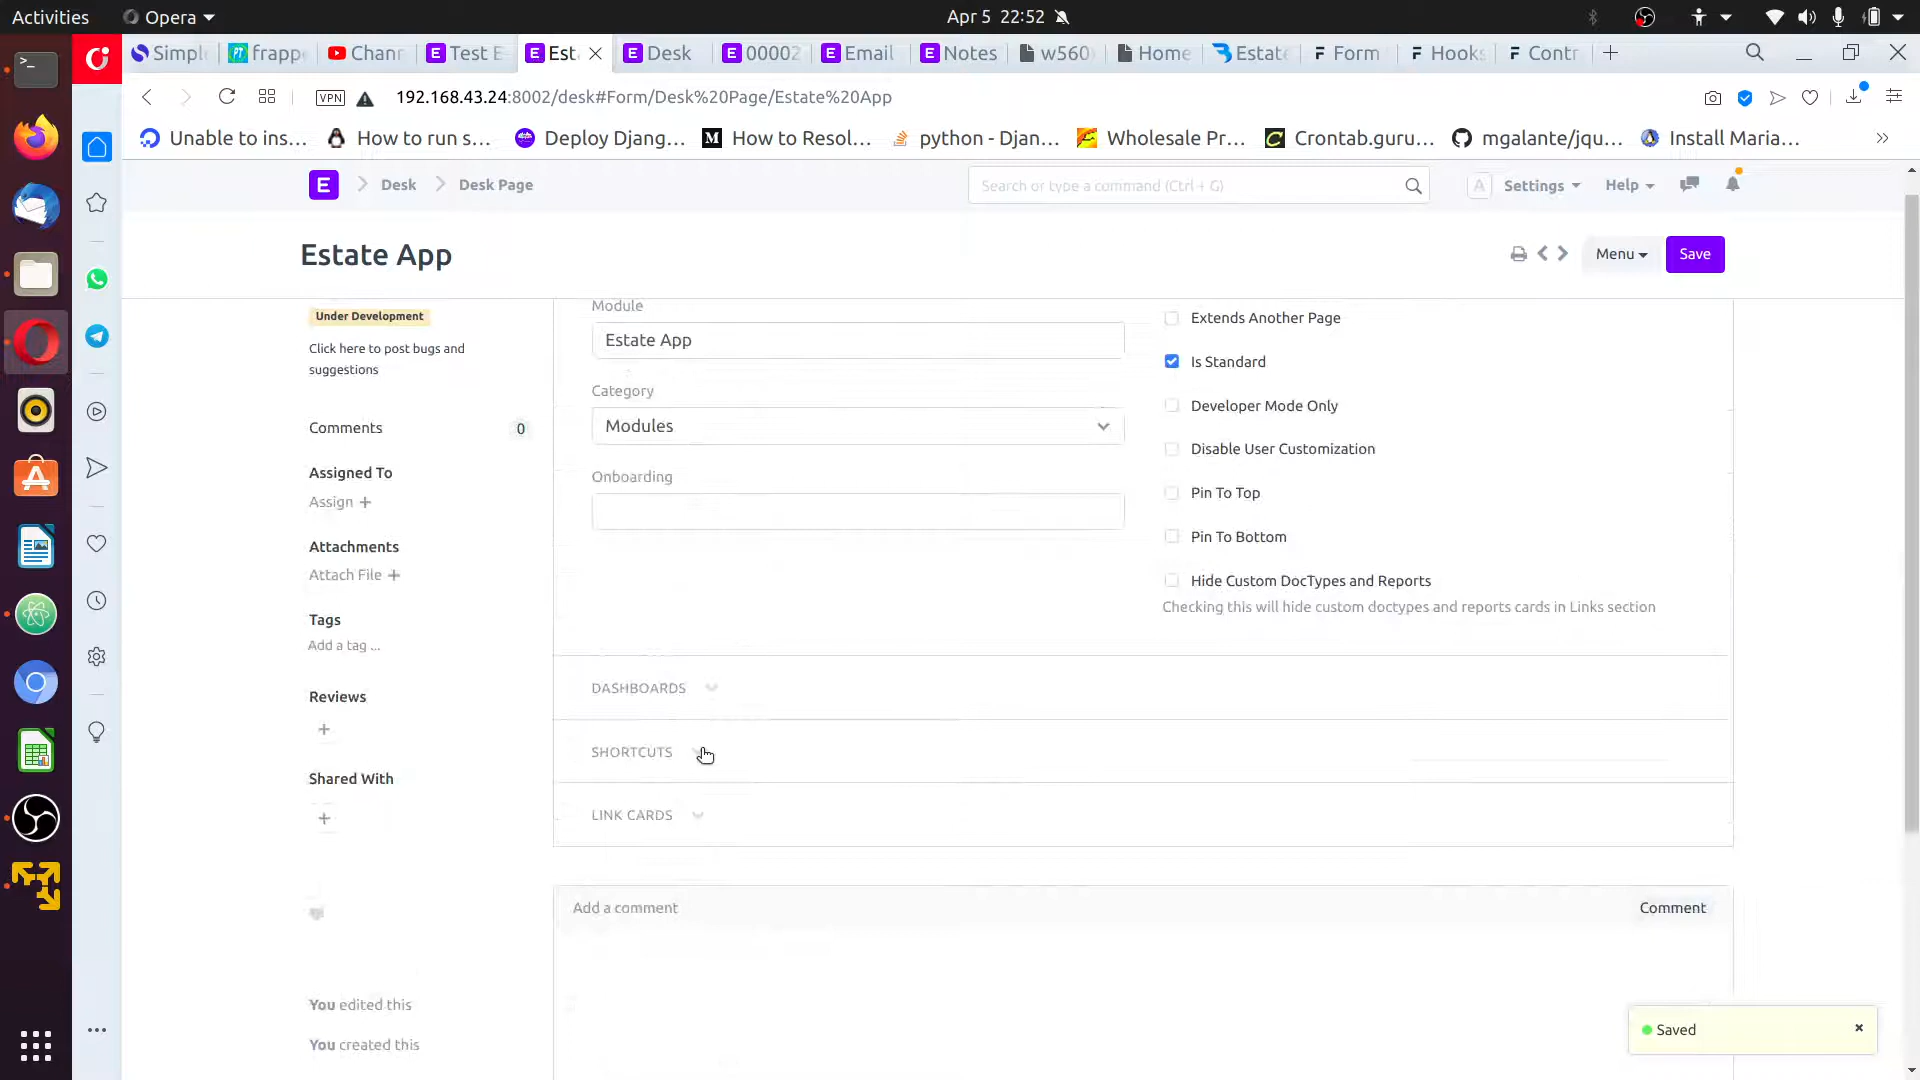 Activities
Opera
Apr 5 22:52
Simple
frappe
Chann
Test E
Est
Desk
00002
Email
Notes
w560
Home
Estate
Form
Hooks
Contr
VPN
192.168.43.24:8002/desk#Form/Desk%20Page/Estate%20App
Unable to ins...
How to run s...
Deploy Djang...
How to Resol...
python - Djan...
Wholesale Pr...
Crontab.guru...
mgalante/jqu...
Install Maria...
E
Desk
Desk Page
Search or type a command (Ctrl + G)
A
Settings
Help
Estate App
Menu
Save
Under Development
Click here to post bugs and
suggestions
Comments
0
Assigned To
Assign +
Attachments
Attach File +
Tags
Add a tag ...
Reviews
+
Shared With
+
Module
Estate App
Category
Modules
Onboarding
Extends Another Page
Is Standard
Developer Mode Only
Disable User Customization
Pin To Top
Pin To Bottom
Hide Custom DocTypes and Reports
Checking this will hide custom doctypes and reports cards in Links section
DASHBOARDS
SHORTCUTS
LINK CARDS
Add a comment
Comment
You edited this
You created this
Saved